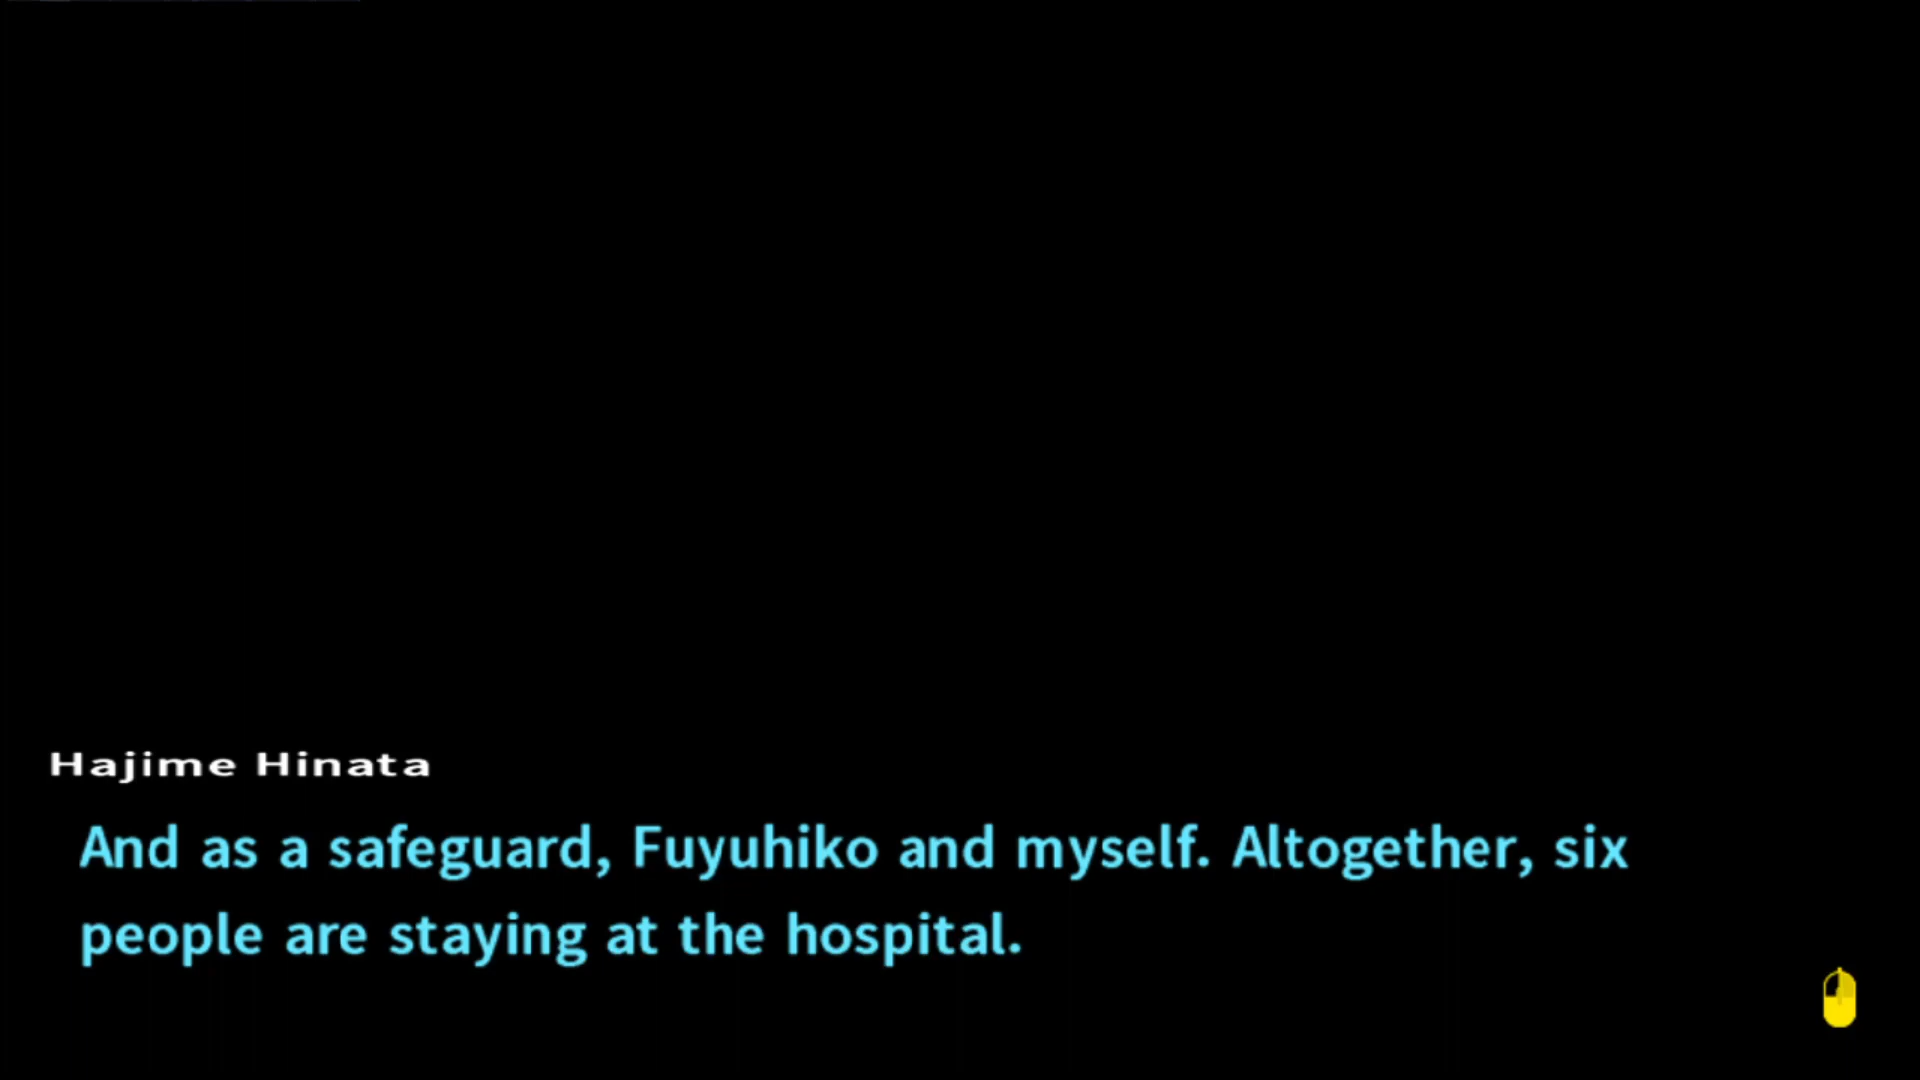 Hajime Hinata
And as a safeguard, Fuyuhiko and myself. Altogether, six
people are staying at the hospital.